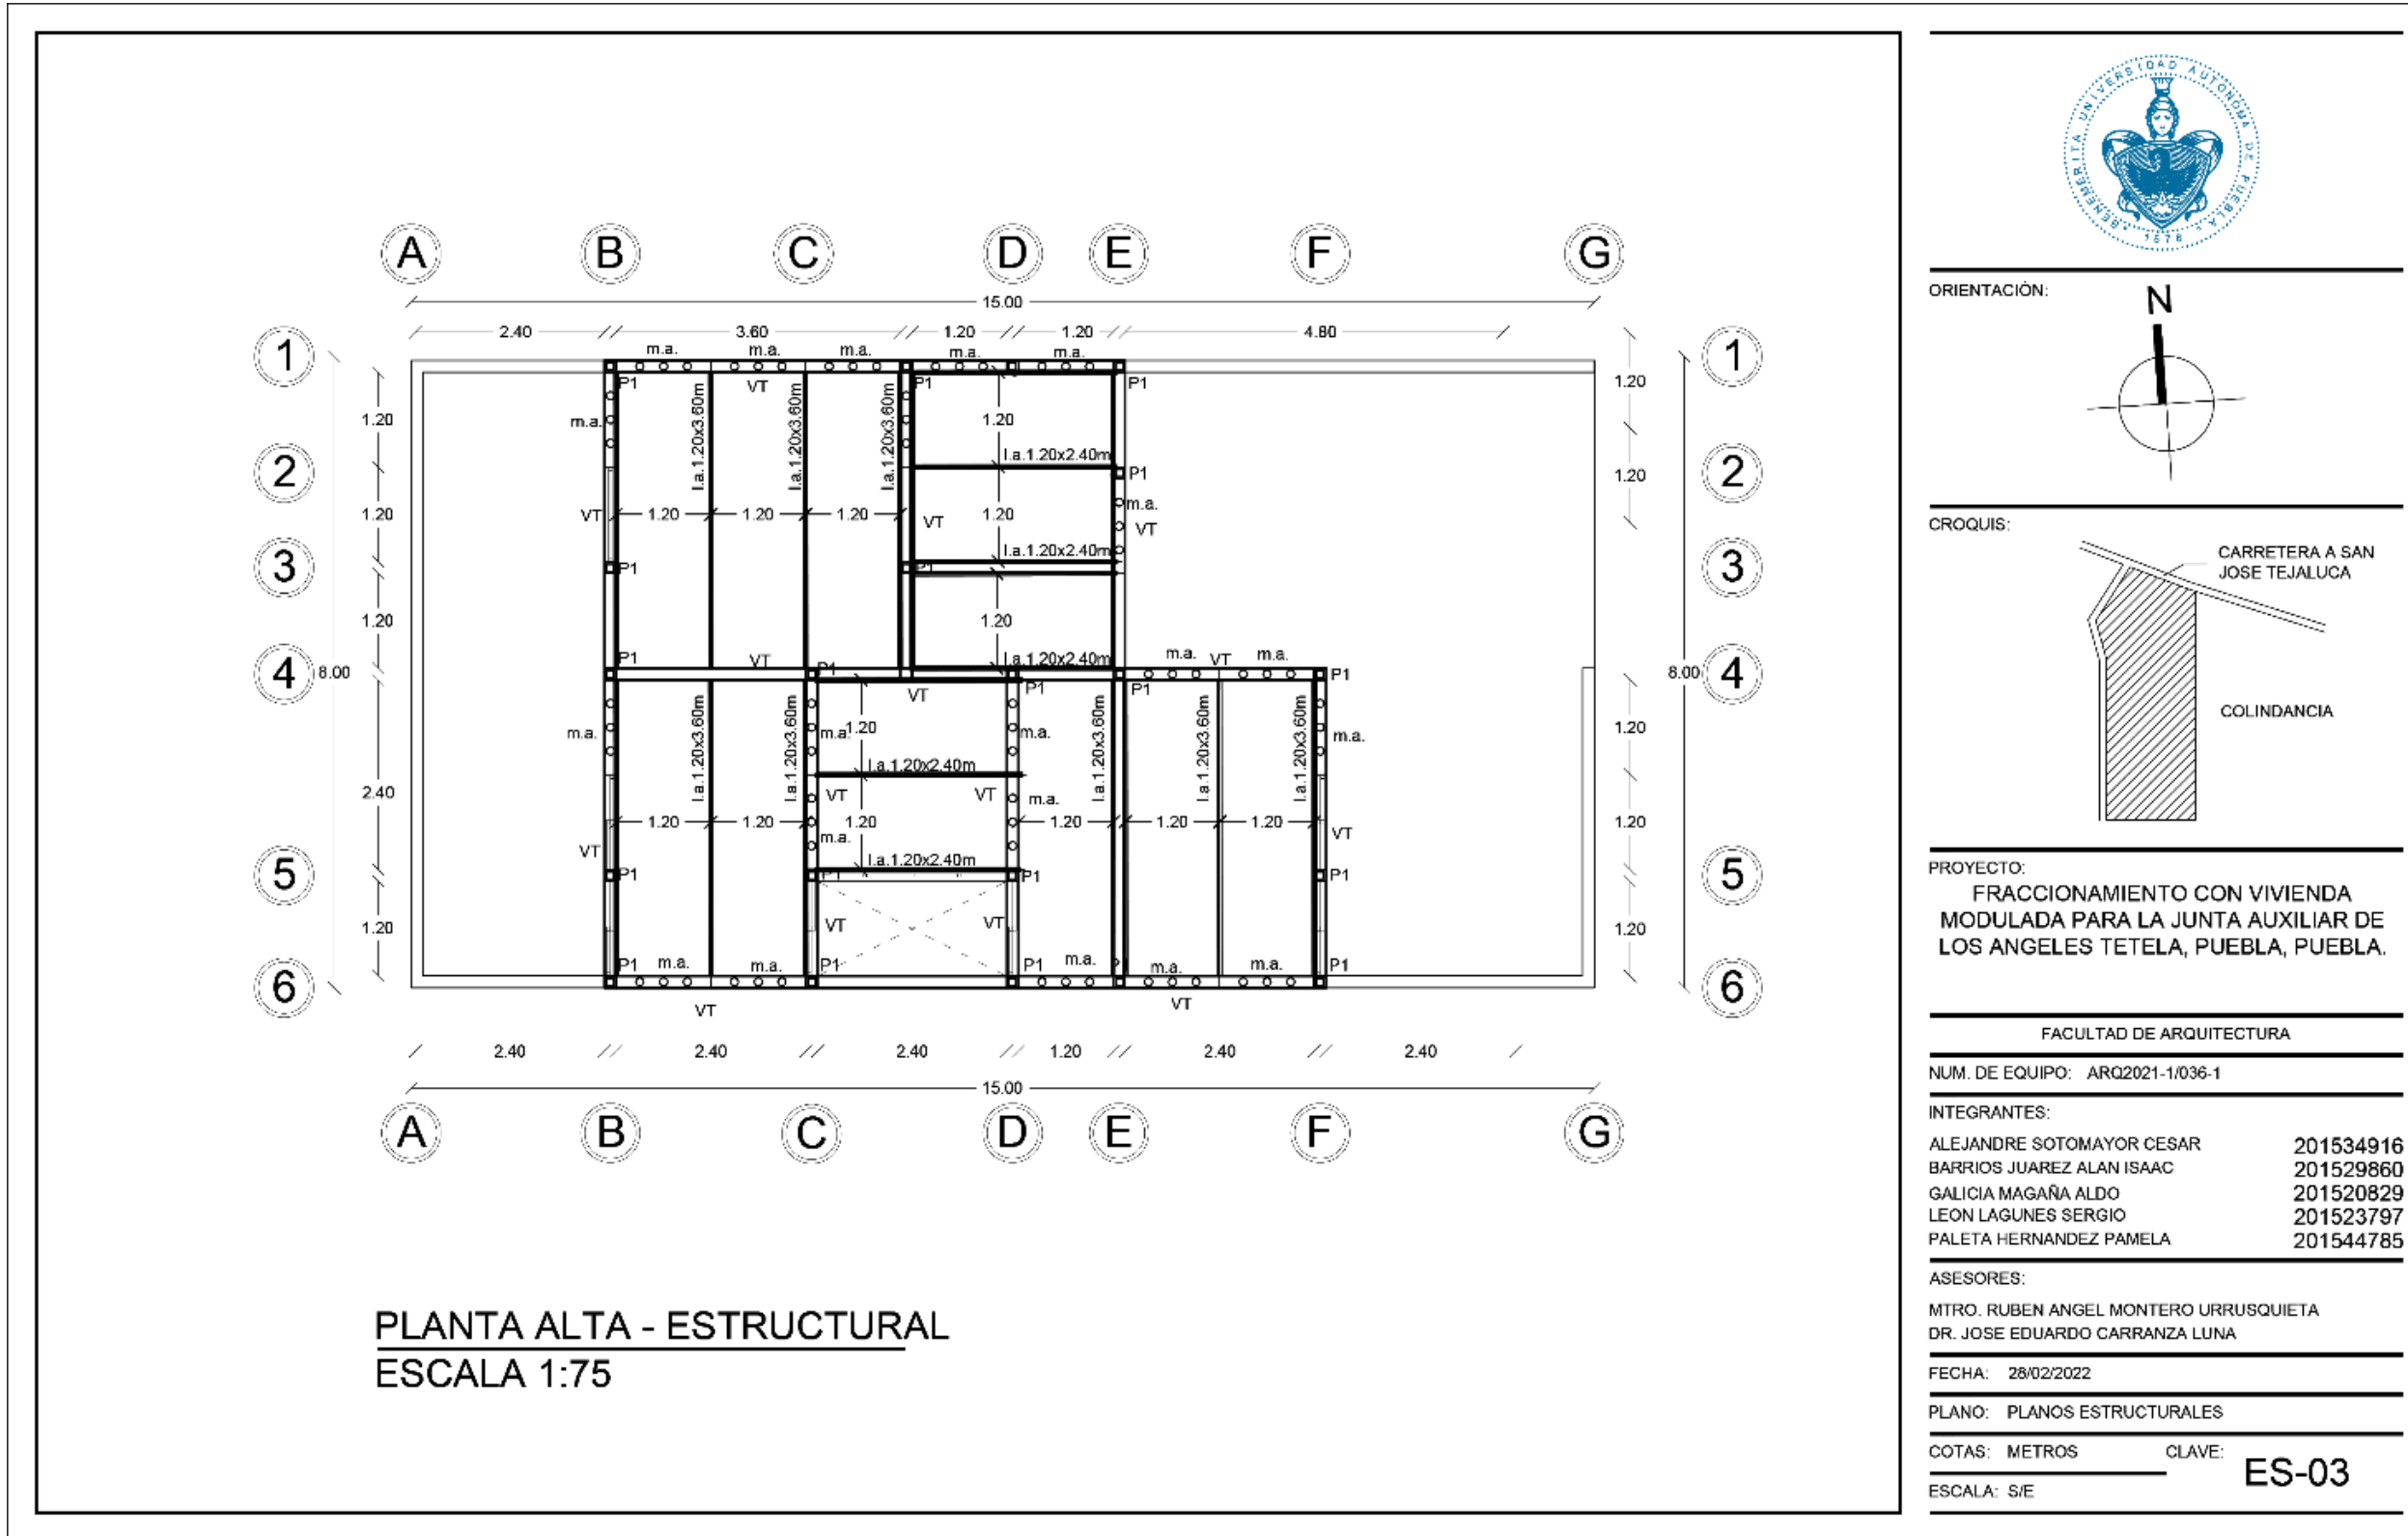 A B C D E F G
15.00
2.40 3.60 1.20 1.20 4.80
m.a. m.a. m.a. m.a. m.a.
1 1
P1 VT P1 P1
1.20 1.20
m.a. l.a.1.20x3.60m l.a.1.20x3.60m l.a.1.20x3.60m 1.20
l.a.1.20x2.40m
2 P1 2
1.20 1.20
m.a.
VT 1.20 1.20 1.20 VT 1.20 VT
l.a.1.20x2.40m
3 P1 P1 3
1.20 1.20
l.a.1.20x2.40m m.a. VT m.a.
P1 VT P1
4 8.00 P1 8.00 4
VT P1 P1
l.a.1.20x3.60m l.a.1.20x3.60m l.a.1.20x3.60m l.a.1.20x3.60m l.a.1.20x3.60m
m.a. m.a. 1.20 m.a. m.a. 1.20
l.a.1.20x2.40m
2.40 VT VT m.a.
1.20 1.20 1.20 1.20 1.20 1.20 1.20
m.a. VT
VT l.a.1.20x2.40m
5 P1 P1 P1 P1 5
1.20 VT VT 1.20
P1 m.a. m.a. P1 P1 m.a. P1 m.a. m.a. P1
6 6
VT VT
2.40 2.40 2.40 1.20 2.40 2.40
15.00
A B C D E F G
PLANTA ALTA - ESTRUCTURAL
ESCALA 1:75
BENEMERITA UNIVERSIDAD AUTONOMA DE PUEBLA
1578
ORIENTACIÓN:
N
CROQUIS:
CARRETERA A SAN
JOSE TEJALUCA
COLINDANCIA
PROYECTO:
FRACCIONAMIENTO CON VIVIENDA
MODULADA PARA LA JUNTA AUXILIAR DE
LOS ANGELES TETELA, PUEBLA, PUEBLA.
FACULTAD DE ARQUITECTURA
NUM. DE EQUIPO: ARQ2021-1/036-1
INTEGRANTES:
ALEJANDRE SOTOMAYOR CESAR 201534916
BARRIOS JUAREZ ALAN ISAAC 201529860
GALICIA MAGAÑA ALDO 201520829
LEON LAGUNES SERGIO 201523797
PALETA HERNANDEZ PAMELA 201544785
ASESORES:
MTRO. RUBEN ANGEL MONTERO URRUSQUIETA
DR. JOSE EDUARDO CARRANZA LUNA
FECHA: 28/02/2022
PLANO: PLANOS ESTRUCTURALES
COTAS: METROS CLAVE: ES-03
ESCALA: S/E